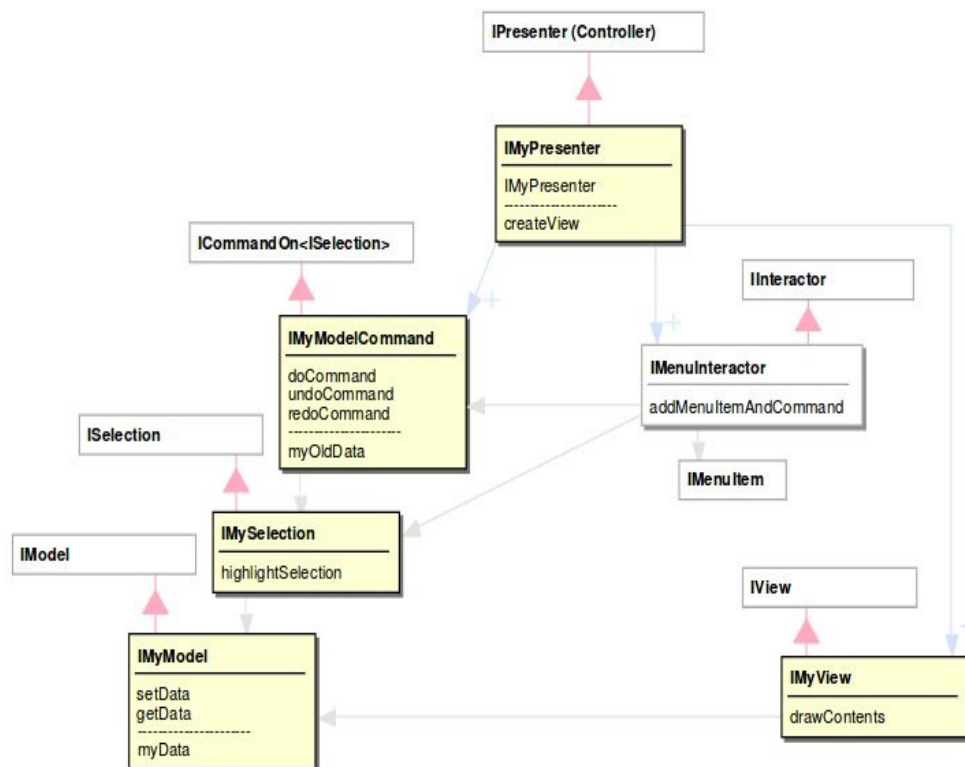 IPresenter (Controller)
IMyPresenter
IMyPresenter
createView
ICommandOn<ISelection>
IInteractor
IMyModelCommand
doCommand
undoCommand
redoCommand
myOldData
IMenuInteractor
addMenuItemAndCommand
ISelection
IMenuItem
IMySelection
highlightSelection
IModel
IView
IMyModel
setData
getData
myData
IMyView
drawContents